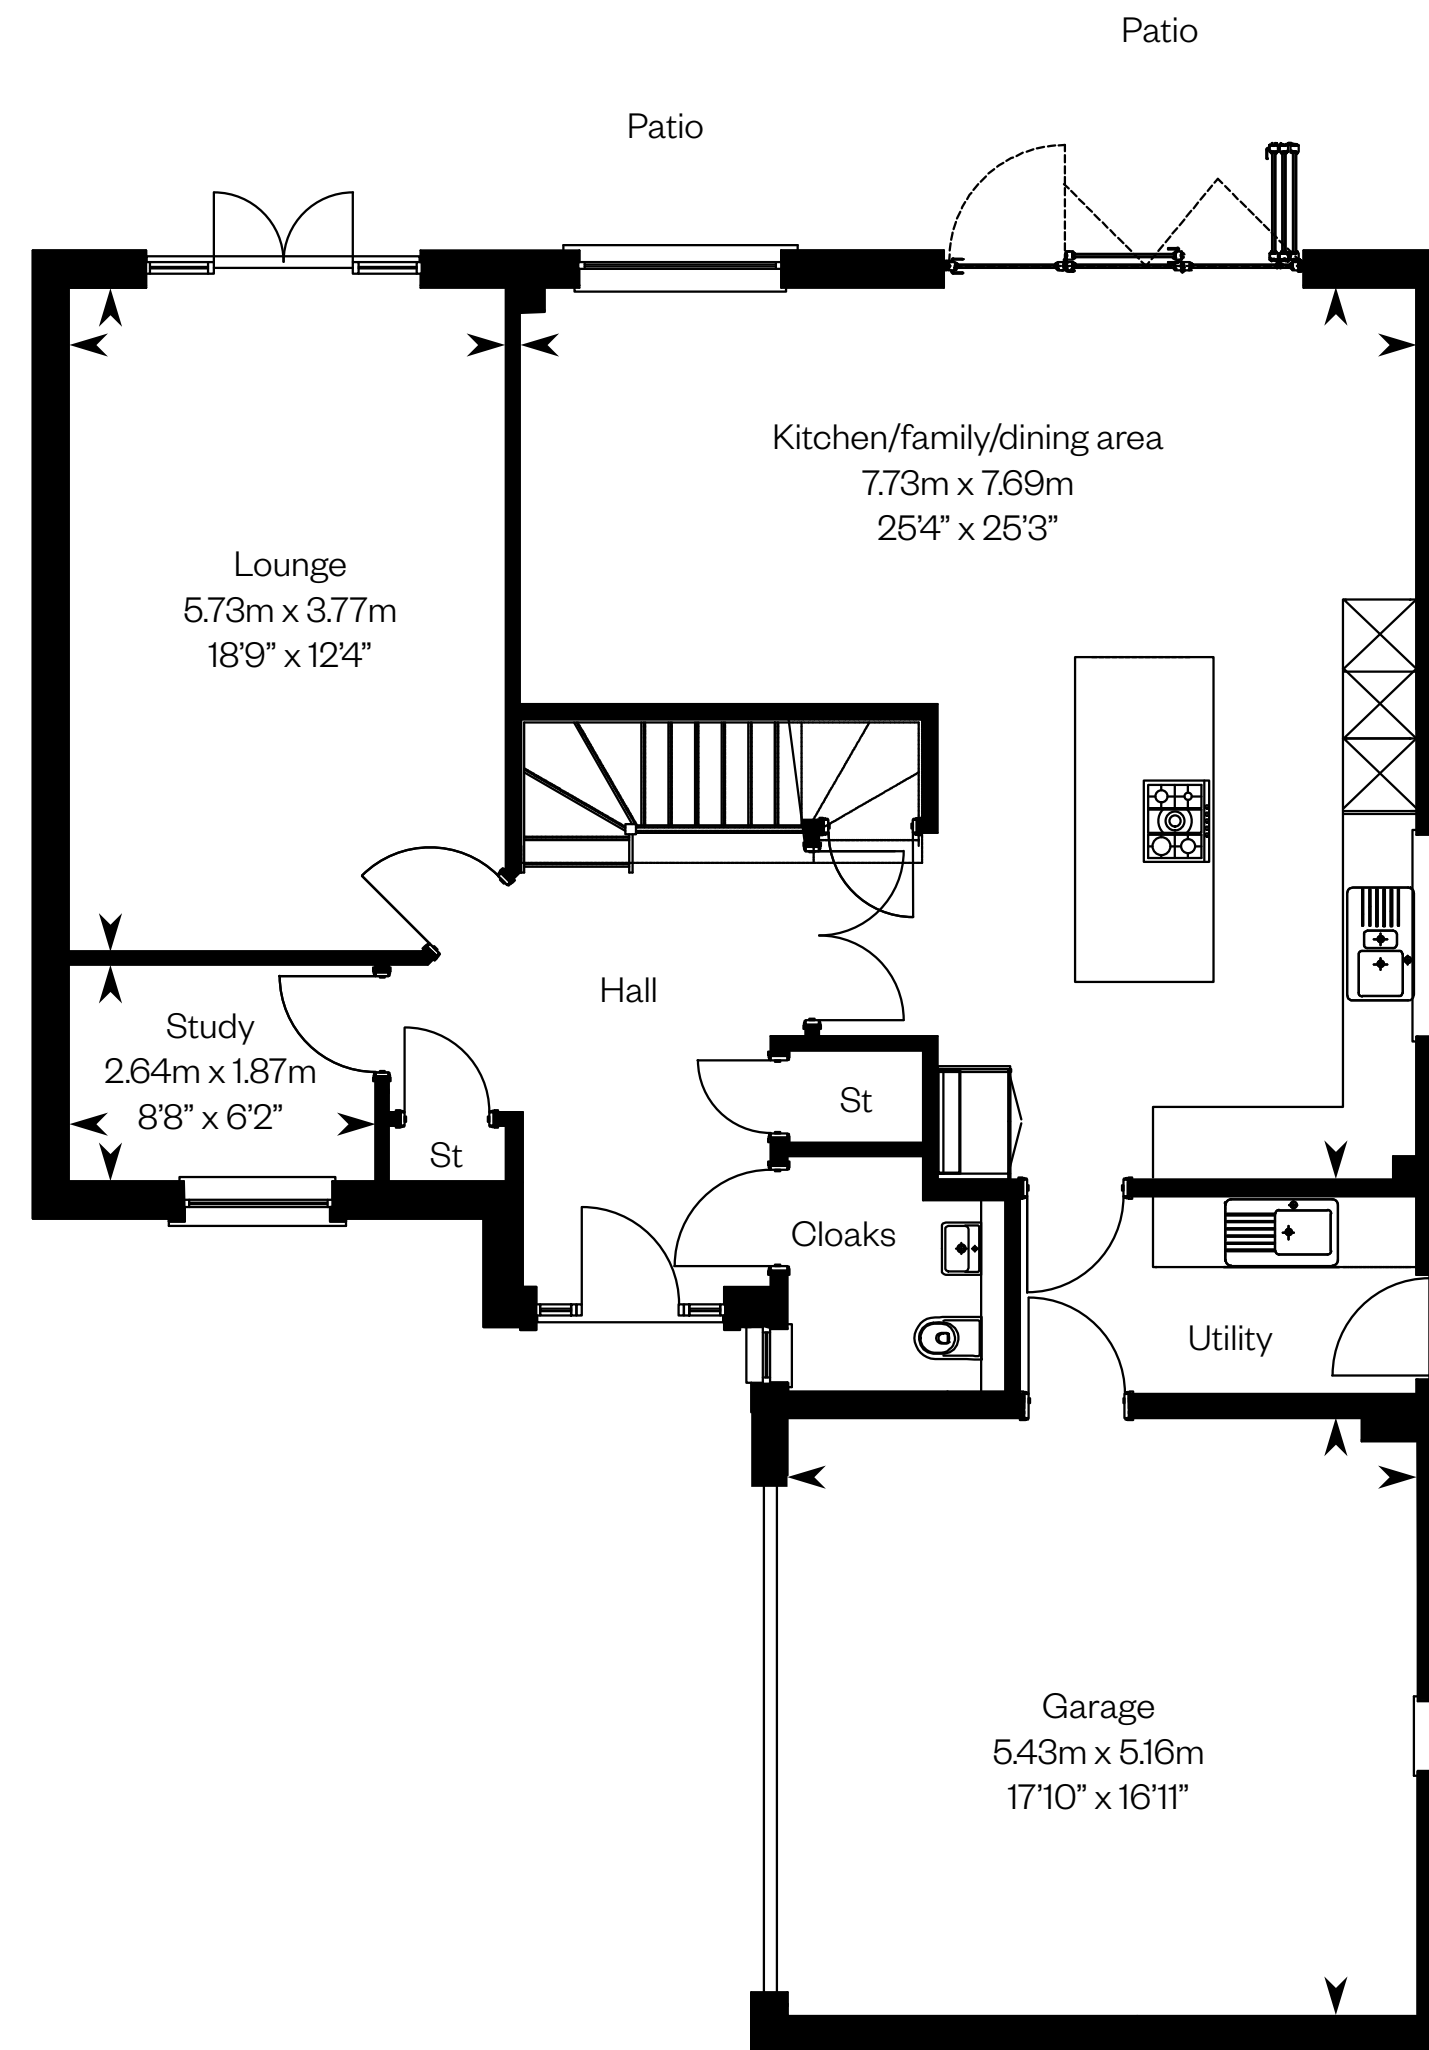 Patio
Patio
Kitchen/family/dining area
7.73m x 7.69m
25’4” x 25’3”
Lounge
5.73m x 3.77m
18’9” x 12’4”
Hall
Study
2.64m x 1.87m
8’8” x 6’2”
St
St
Cloaks
Utility
Garage
5.43m x 5.16m
17’10” x 16’11”